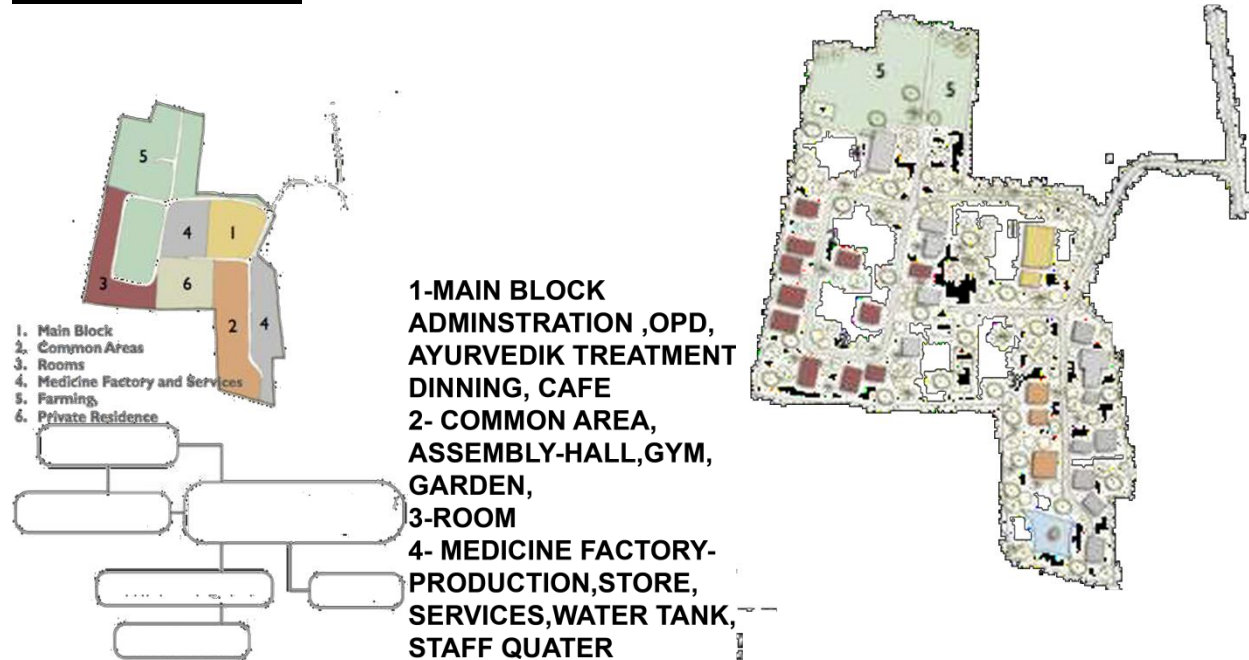 5
5
5
4
1
3
6
2
4
1. Main Block
2. Common Areas
3. Rooms
4. Medicine Factory and Services
5. Farming,
6. Private Residence
1-MAIN BLOCK
ADMINSTRATION ,OPD,
AYURVEDIK TREATMENT
DINNING, CAFE
2- COMMON AREA,
ASSEMBLY-HALL,GYM,
GARDEN,
3-ROOM
4- MEDICINE FACTORY-
PRODUCTION,STORE,
SERVICES,WATER TANK,
STAFF QUATER